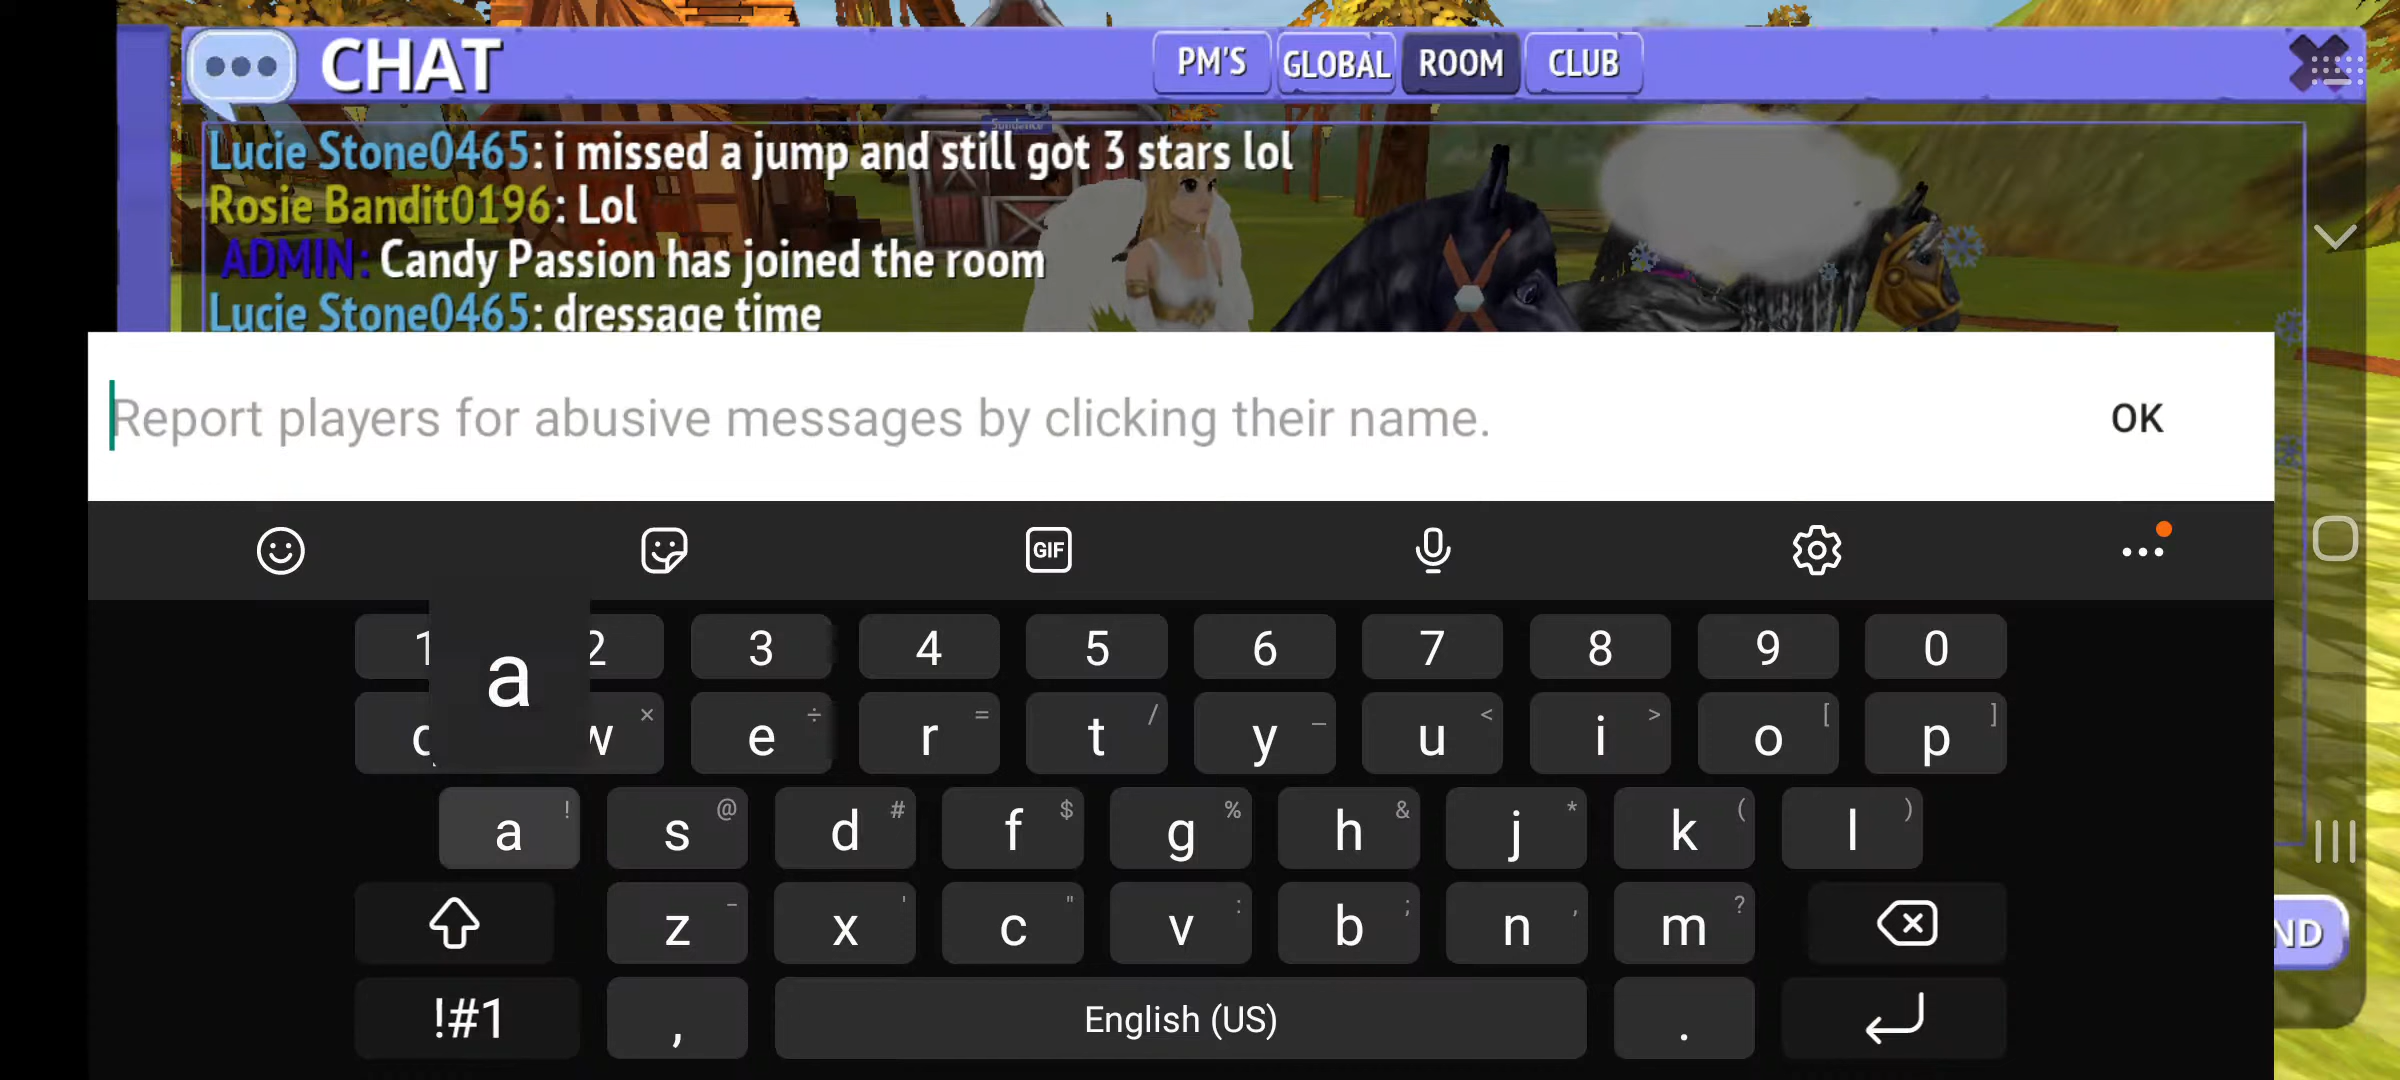 CHAT
PM'S GLOBAL ROOM CLUB
Sundance
Lucie Stone0465: i missed a jump and still got 3 stars lol
Rosie Bandit0196: Lol
ADMIN: Candy Passion has joined the room
Lucie Stone0465: dressage time
Report players for abusive messages by clicking their name.
OK
GIF
1 2 3 4 5 6 7 8 9 0
a
q w × e ÷ r = t / y _ u < i > o [ p ]
a ! s @ d # f $ g % h & j * k ( l )
z - x ' c " v : b ; n , m ?
ND
!#1 , English (US) .